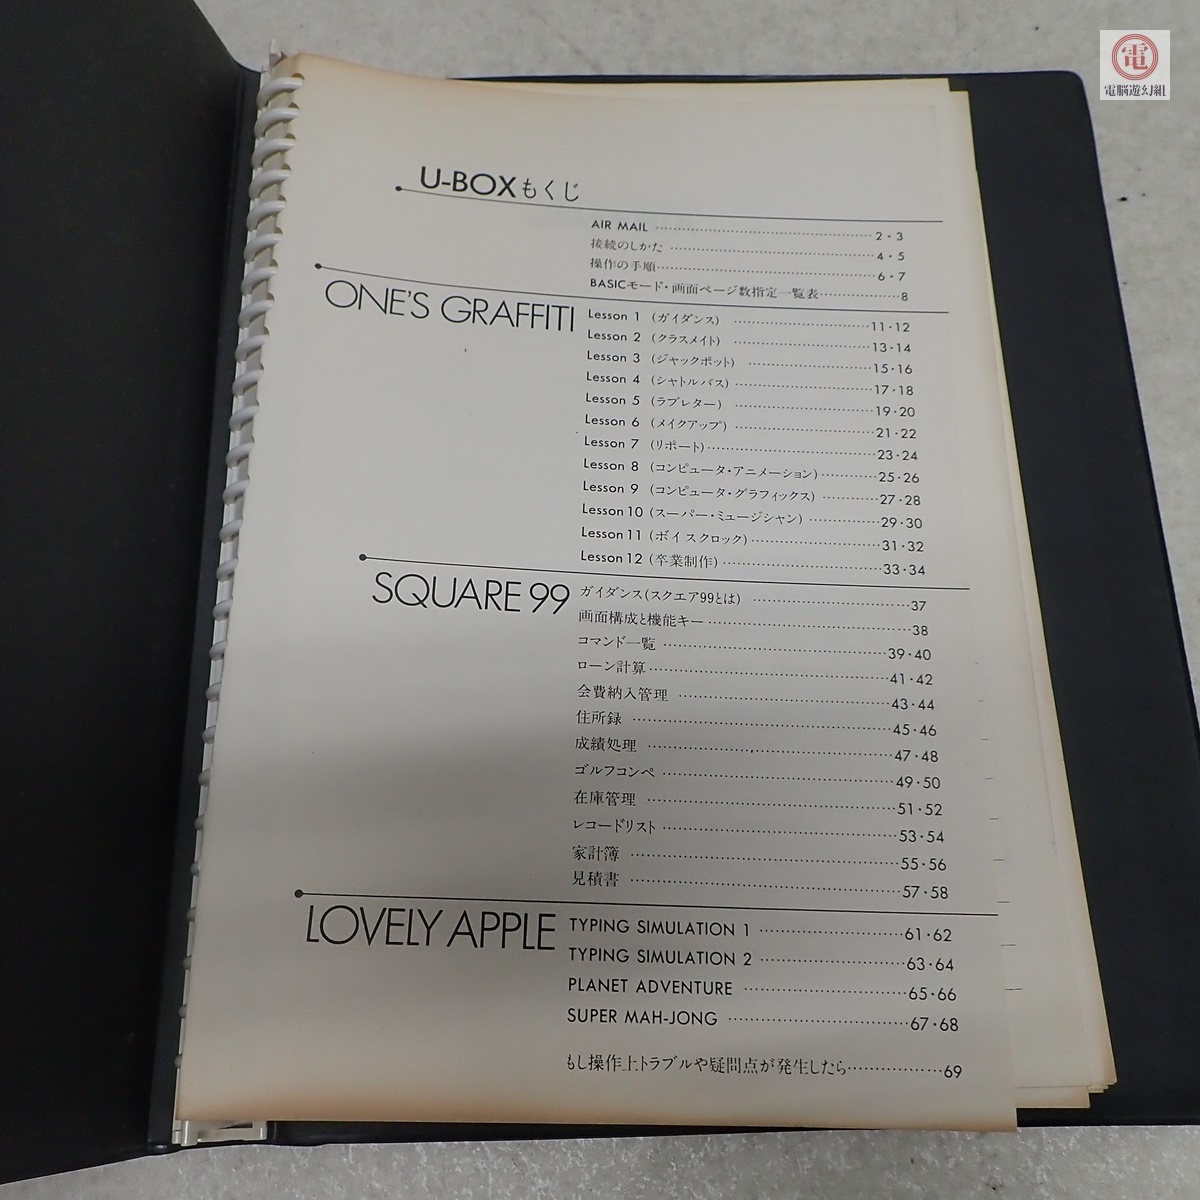 電
電脳遊幻組
U-BOXもくじ
AIR MAIL ……………………………2・3
接続のしかた ……………………………4・5
操作の手順……………………………6・7
BASICモード・画面ページ数指定一覧表………………8
ONE'S GRAFFITI
Lesson 1 (ガイダンス) ………………………11・12
Lesson 2 (クラスメイト) ………………………13・14
Lesson 3 (ジャックポット) ………………………15・16
Lesson 4 (シャトルバス) ………………………17・18
Lesson 5 (ラブレター) ………………………19・20
Lesson 6 (メイクアップ) ………………………21・22
Lesson 7 (リポート)………………………23・24
Lesson 8 (コンピュータ・アニメーション)…………25・26
Lesson 9 (コンピュータ・グラフィックス) …………27・28
Lesson 10 (スーパー・ミュージシャン) ……………29・30
Lesson 11 (ボイスクロック)………………………31・32
Lesson 12 (卒業制作)………………………33・34
SQUARE 99
ガイダンス(スクエア99とは) ………………………37
画面構成と機能キー………………………38
コマンド一覧 ………………………39・40
ローン計算………………………41・42
会費納入管理 ………………………43・44
住所録 ………………………45・46
成績処理 ………………………47・48
ゴルフコンペ ………………………49・50
在庫管理 ………………………51・52
レコードリスト………………………53・54
家計簿 ………………………55・56
見積書 ………………………57・58
LOVELY APPLE
TYPING SIMULATION 1 ………………………61・62
TYPING SIMULATION 2 ………………………63・64
PLANET ADVENTURE ………………………65・66
SUPER MAH-JONG ………………………67・68
もし操作上トラブルや疑問点が発生したら………………69